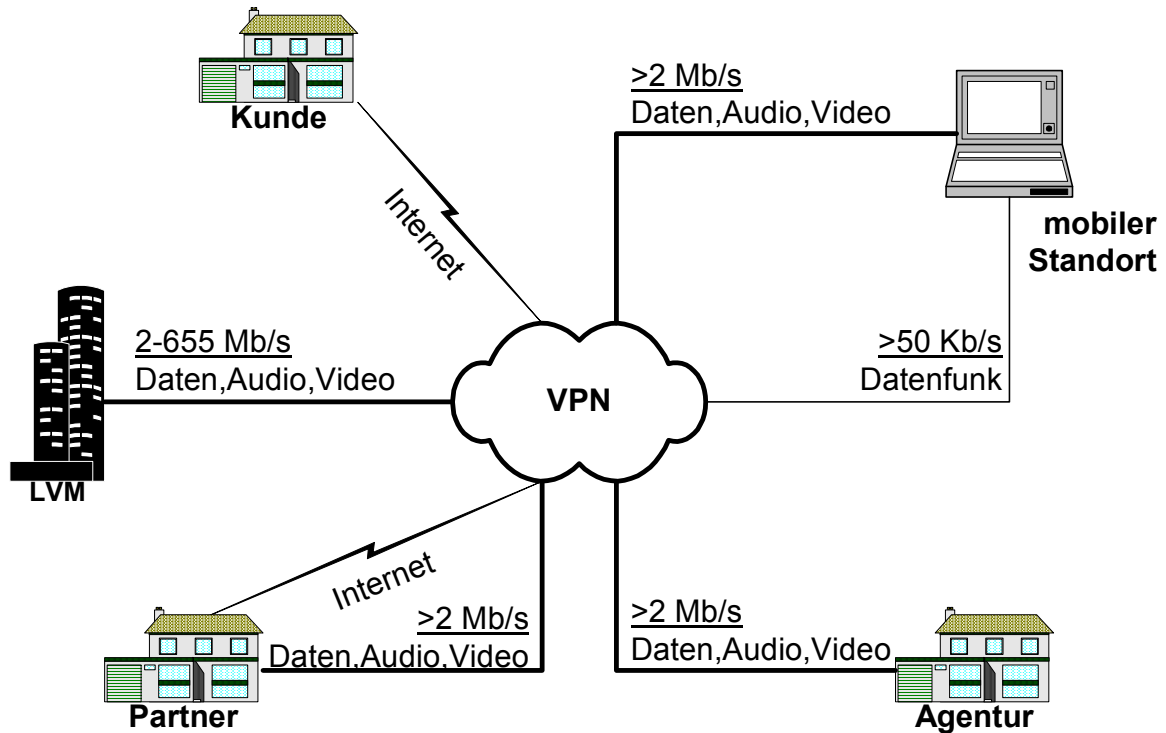 Kunde
>2 Mb/s
Daten,Audio,Video
Internet
mobiler
Standort
2-655 Mb/s
Daten,Audio,Video
VPN
>50 Kb/s
Datenfunk
LVM
Internet
>2 Mb/s
Daten,Audio,Video
Partner
>2 Mb/s
Daten,Audio,Video
Agentur